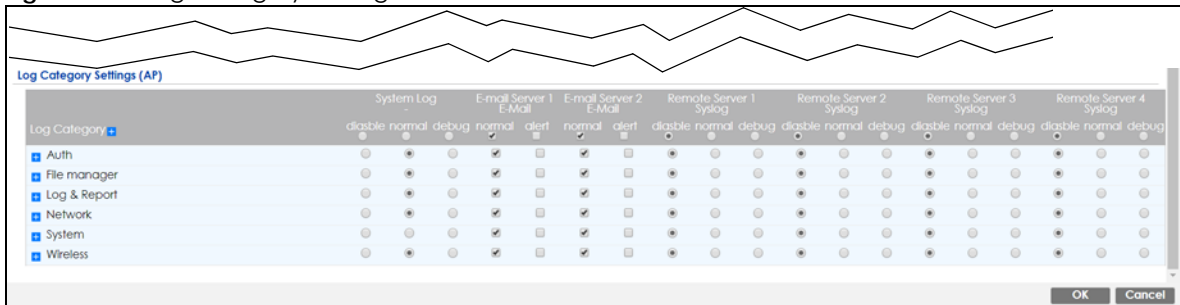 Log Category Settings (AP)
System Log E-mail Server 1 E-mail Server 2 Remote Server 1 Remote Server 2 Remote Server 3 Remote Server 4
- E-Mail E-Mail Syslog Syslog Syslog Syslog
Log Category disable normal debug normal alert normal alert disable normal debug disable normal debug disable normal debug disable normal debug
Auth
File manager
Log & Report
Network
System
Wireless
OK Cancel